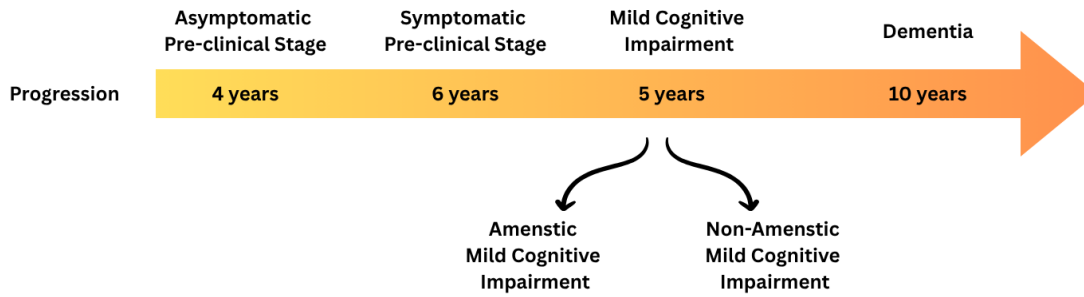 Asymptomatic
Pre-clinical Stage
Symptomatic
Pre-clinical Stage
Mild Cognitive
Impairment
Dementia
Progression
4 years
6 years
5 years
10 years
Amenstic
Mild Cognitive
Impairment
Non-Amenstic
Mild Cognitive
Impairment